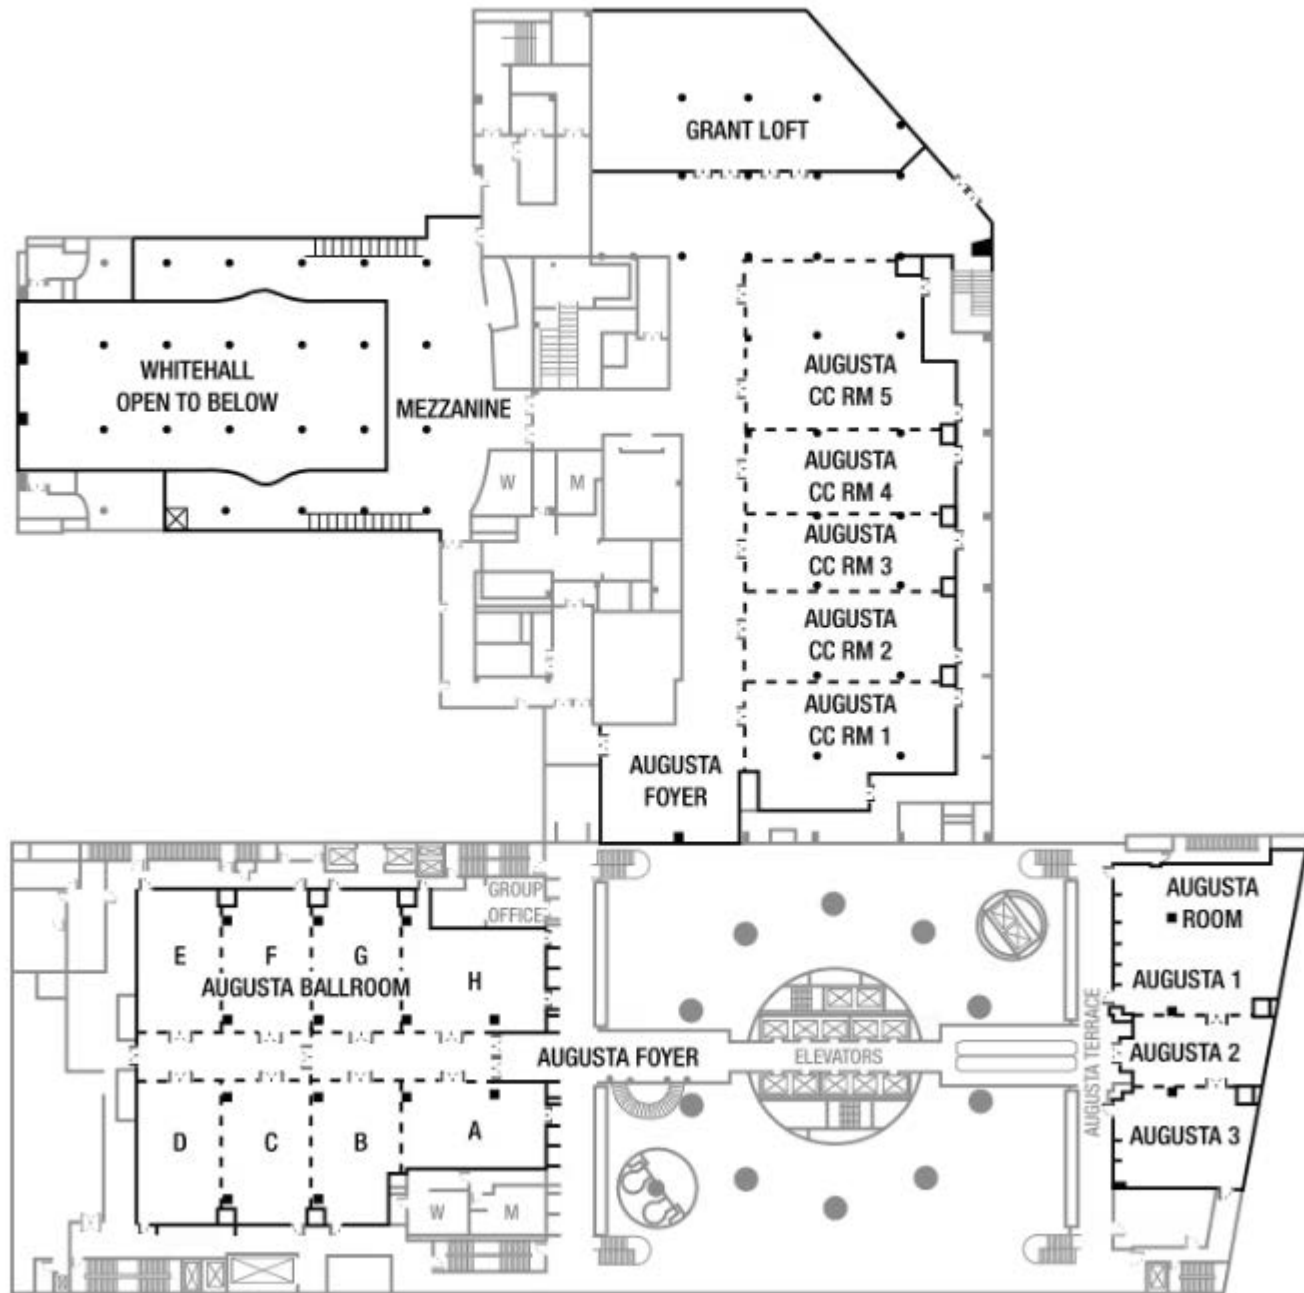 GRANT LOFT
WHITEHALL
OPEN TO BELOW
MEZZANINE
AUGUSTA
CC RM 5
AUGUSTA
CC RM 4
W
M
AUGUSTA
CC RM 3
AUGUSTA
CC RM 2
AUGUSTA
CC RM 1
AUGUSTA
FOYER
GROUP
OFFICE
AUGUSTA
ROOM
E
F
G
H
AUGUSTA BALLROOM
AUGUSTA 1
AUGUSTA FOYER
ELEVATORS
AUGUSTA TERRACE
AUGUSTA 2
D
C
B
A
AUGUSTA 3
W
M